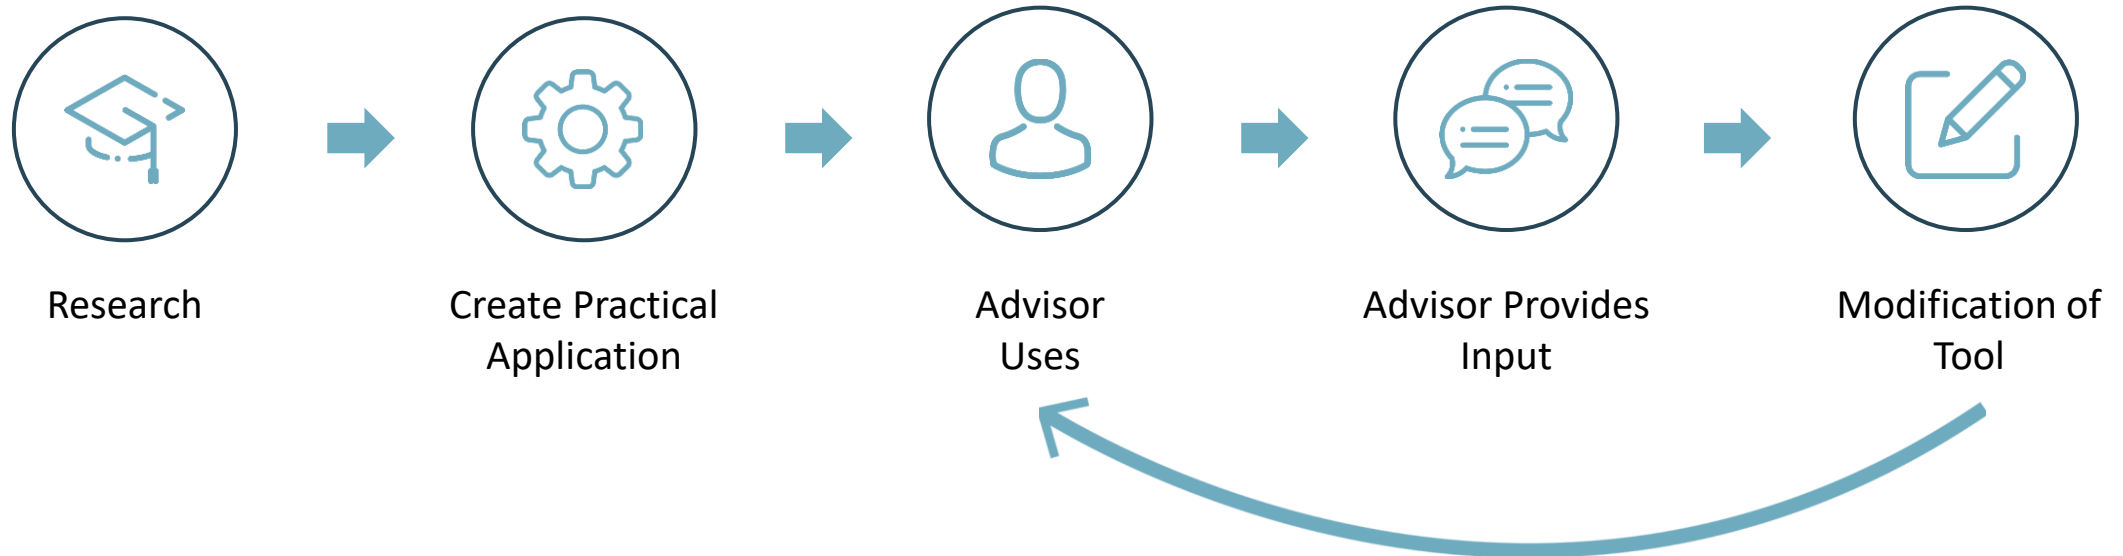 Research
Create Practical
Application
Advisor
Uses
Advisor Provides
Input
Modification of
Tool